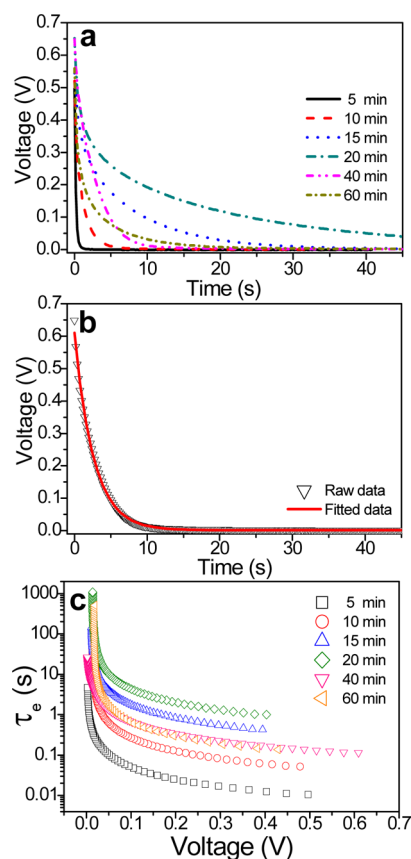 a
0.7
0.6
0.5
0.4
0.3
0.2
0.1
0.0
Voltage (V)
5 min
10 min
15 min
20 min
40 min
60 min
0 10 20 30 40
Time (s)
b
0.7
0.6
0.5
0.4
0.3
0.2
0.1
0.0
Voltage (V)
Raw data
Fitted data
0 10 20 30 40
Time (s)
c
1000
100
10
1
0.1
0.01
τe (s)
5 min
10 min
15 min
20 min
40 min
60 min
0.0 0.1 0.2 0.3 0.4 0.5 0.6 0.7
Voltage (V)